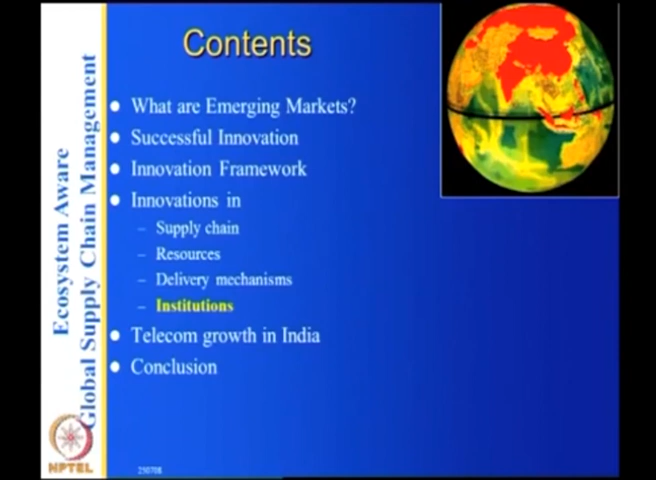 Contents
What are Emerging Markets?
Successful Innovation
Innovation Framework
Innovations in
– Supply chain
– Resources
– Delivery mechanisms
– Institutions
Telecom growth in India
Conclusion
Ecosystem Aware
Global Supply Chain Management
NPTEL
250708